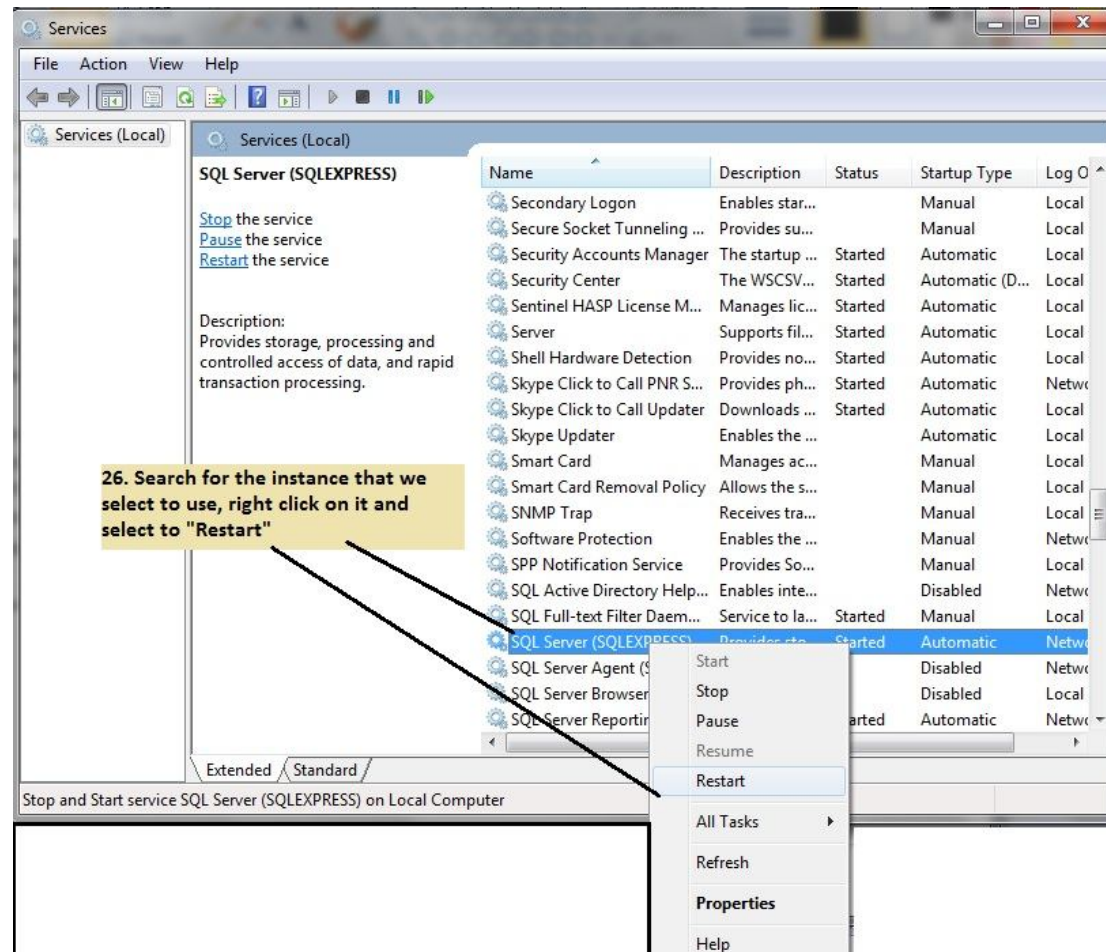 Services
File Action View Help
Services (Local)
Services (Local)
SQL Server (SQLEXPRESS)
Stop the service
Pause the service
Restart the service
Description:
Provides storage, processing and
controlled access of data, and rapid
transaction processing.
26. Search for the instance that we
select to use, right click on it and
select to "Restart"
Name Description Status Startup Type Log O
Secondary Logon Enables star... Manual Local
Secure Socket Tunneling ... Provides su... Manual Local
Security Accounts Manager The startup ... Started Automatic Local
Security Center The WSCSV... Started Automatic (D... Local
Sentinel HASP License M... Manages lic... Started Automatic Local
Server Supports fil... Started Automatic Local
Shell Hardware Detection Provides no... Started Automatic Local
Skype Click to Call PNR S... Provides ph... Started Automatic Netwo
Skype Click to Call Updater Downloads ... Started Automatic Local
Skype Updater Enables the ... Automatic Local
Smart Card Manages ac... Manual Local
Smart Card Removal Policy Allows the s... Manual Local
SNMP Trap Receives tra... Manual Local
Software Protection Enables the ... Manual Netwo
SPP Notification Service Provides So... Manual Local
SQL Active Directory Help... Enables inte... Disabled Netwo
SQL Full-text Filter Daem... Service to la... Started Manual Local
SQL Server (SQLEXPRESS) Provides sto... Started Automatic Netwo
SQL Server Agent (S Disabled Netwo
SQL Server Browser Disabled Local
SQL Server Reportin arted Automatic Netwo
Start
Stop
Pause
Resume
Restart
All Tasks
Refresh
Properties
Help
Extended Standard
Stop and Start service SQL Server (SQLEXPRESS) on Local Computer